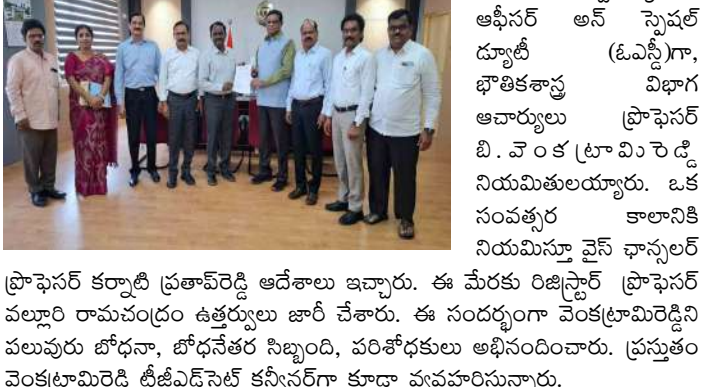 ఆఫీసర్ అన్ స్పెషల్
డ్యూటీ (ఓఎస్డీ)గా,
భౌతికశాస్త్ర విభాగ
ఆచార్యులు ప్రొఫెసర్
బి. వెంకట్రామిరెడ్డి
నియమితులయ్యారు. ఒక
సంవత్సర కాలానికి
నియమిస్తూ వైస్ ఛాన్సలర్
ప్రొఫెసర్ కర్నాటి ప్రతాప్‌రెడ్డి ఆదేశాలు ఇచ్చారు. ఈ మేరకు రిజిస్ట్రార్ ప్రొఫెసర్
వల్లూరి రామచంద్రం ఉత్తర్వులు జారీ చేశారు. ఈ సందర్భంగా వెంకట్రామిరెడ్డిని
పలువురు బోధనా, బోధనేతర సిబ్బంది, పరిశోధకులు అభినందించారు. ప్రస్తుతం
వెంకట్రామిరెడ్డి టీజీఎడ్‌సెట్ కన్వీనర్‌గా కూడా వ్యవహరిస్తున్నారు.